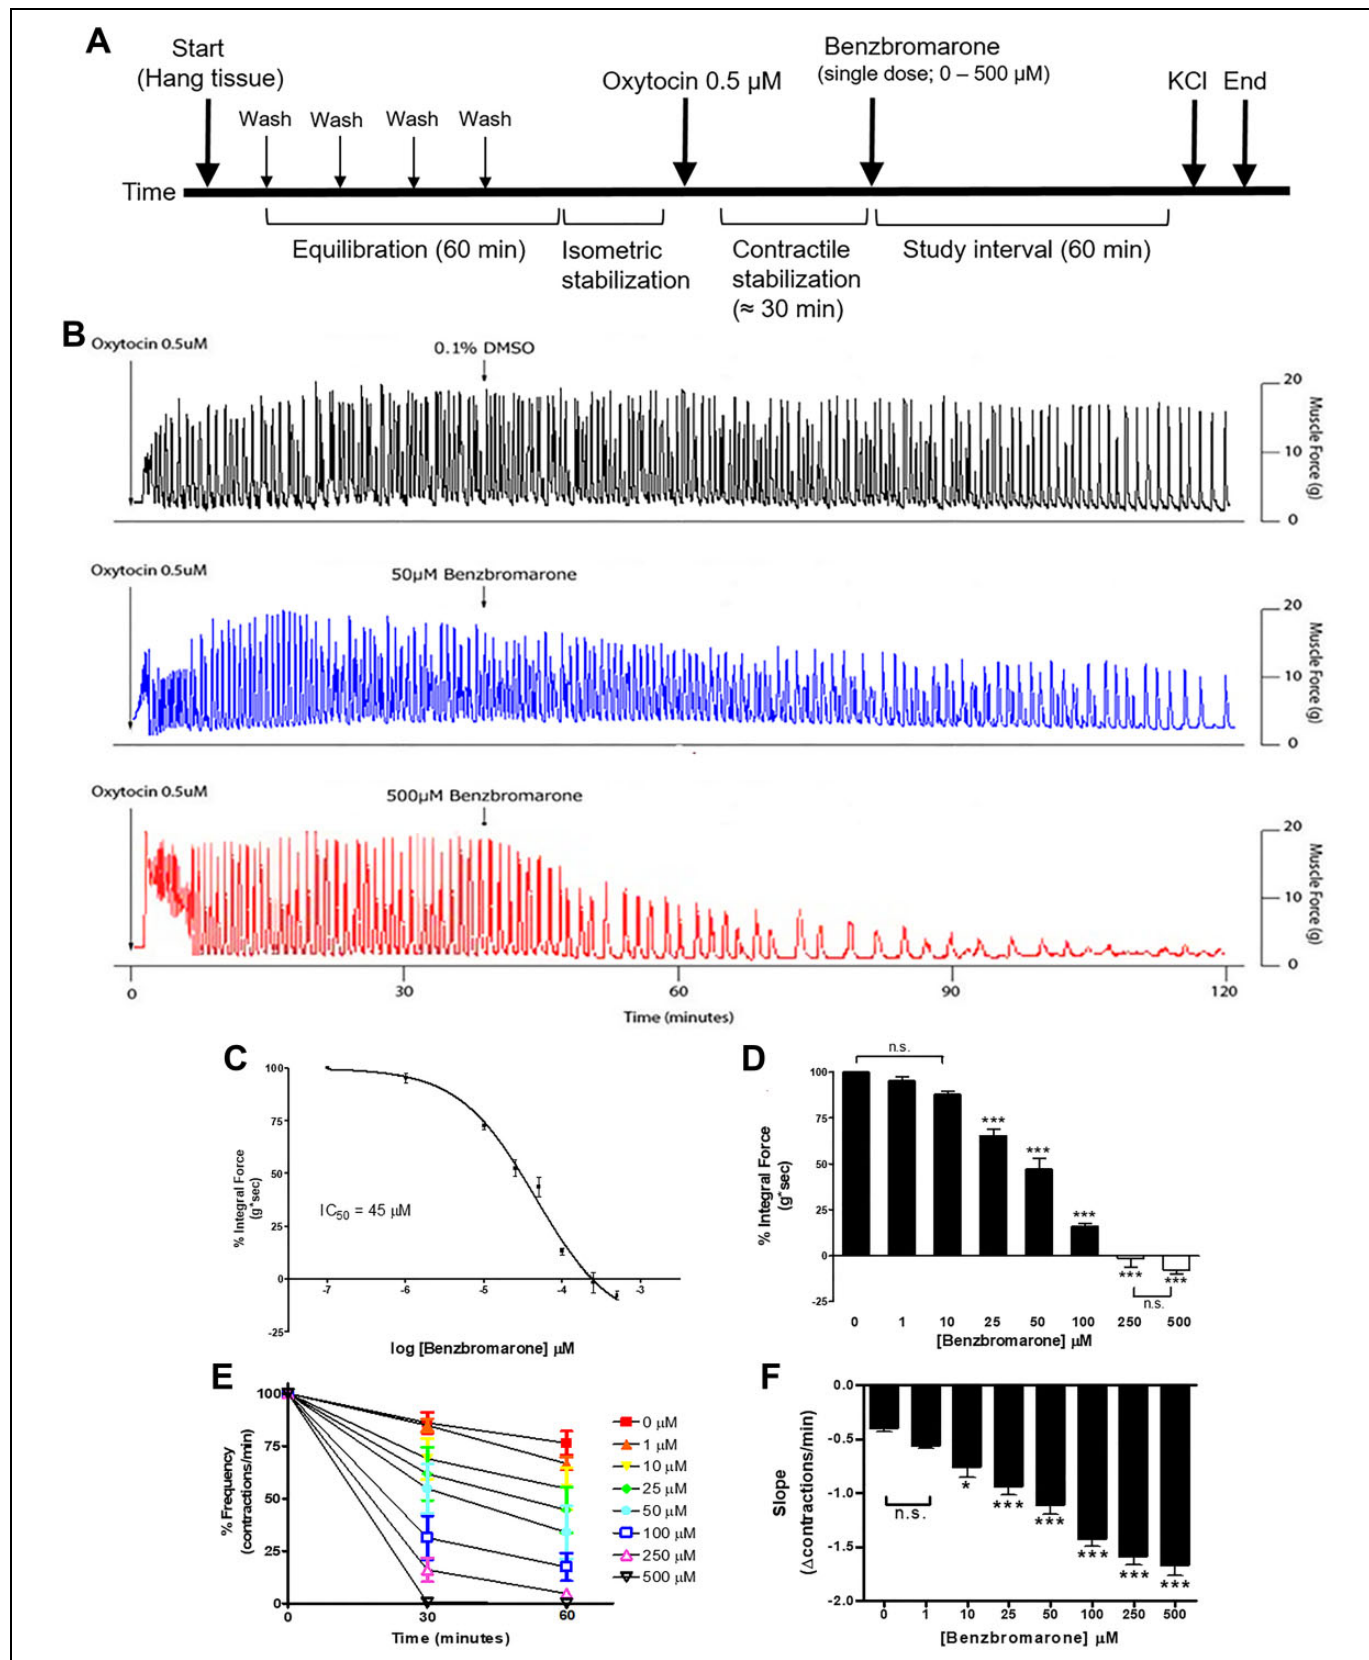 A
Start
(Hang tissue)
Wash
Wash
Wash
Wash
Oxytocin 0.5 µM
Benzbromarone
(single dose; 0 – 500 µM)
KCl
End
Time
Equilibration (60 min)
Isometric
stabilization
Contractile
stabilization
(≈ 30 min)
Study interval (60 min)
B
Oxytocin 0.5uM
0.1% DMSO
20
10
0
Muscle Force (g)
Oxytocin 0.5uM
50µM Benzbromarone
20
10
0
Muscle Force (g)
Oxytocin 0.5uM
500µM Benzbromarone
20
10
0
Muscle Force (g)
0 30 60 90 120
Time (minutes)
C
% Integral Force
(g*sec)
100
75
50
25
0
-25
IC50 = 45 µM
-7 -6 -5 -4 -3
log [Benzbromarone] µM
D
% Integral Force
(g*sec)
100
75
50
25
0
-25
n.s.
***
***
***
***
***
n.s.
0 1 10 25 50 100 250 500
[Benzbromarone] µM
E
% Frequency
(contractions/min)
100
75
50
25
0
0 30 60
Time (minutes)
0 µM
1 µM
10 µM
25 µM
50 µM
100 µM
250 µM
500 µM
F
Slope
(Δcontractions/min)
0.0
-0.5
-1.0
-1.5
-2.0
n.s.
*
***
***
***
***
***
0 1 10 25 50 100 250 500
[Benzbromarone] µM